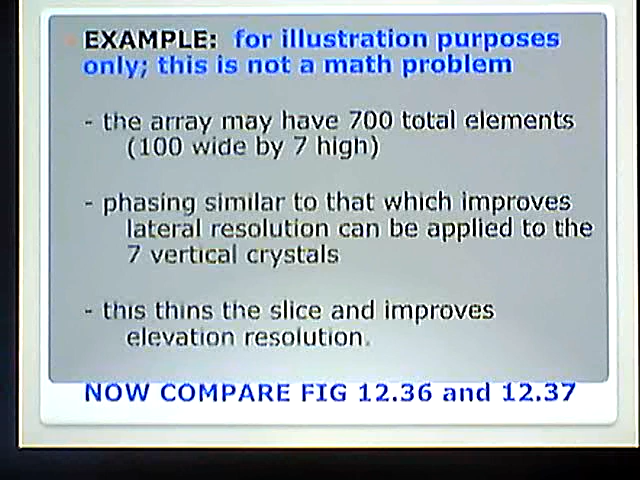 EXAMPLE: for illustration purposes
only; this is not a math problem
- the array may have 700 total elements
(100 wide by 7 high)
- phasing similar to that which improves
lateral resolution can be applied to the
7 vertical crystals
- this thins the slice and improves
elevation resolution.
NOW COMPARE FIG 12.36 and 12.37